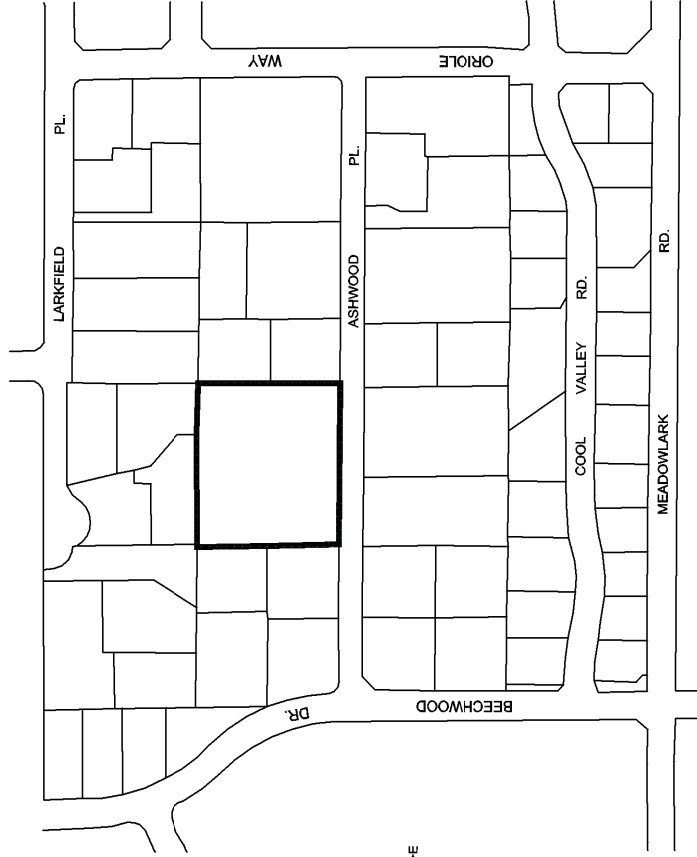 ORIOLE WAY
LARKFIELD PL.
ASHWOOD PL.
COOL VALLEY RD.
MEADOWLARK RD.
BEECHWOOD DR.